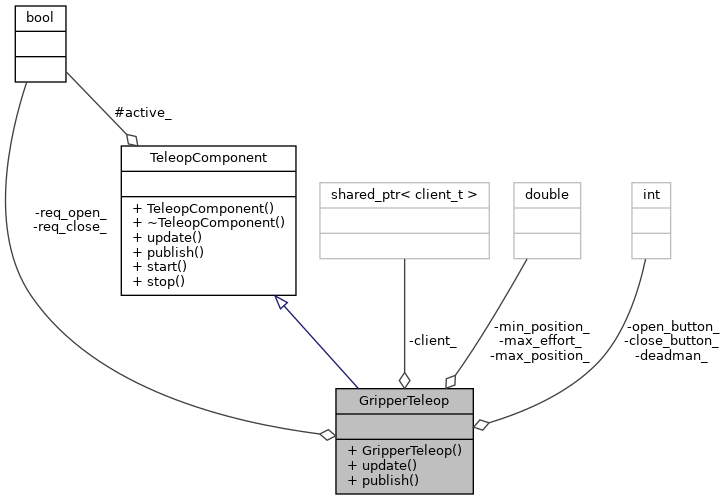 bool
#active_
TeleopComponent
+ TeleopComponent()
+ ~TeleopComponent()
+ update()
+ publish()
+ start()
+ stop()
shared_ptr< client_t >
double
int
-req_open_
-req_close_
-client_
-min_position_
-max_effort_
-max_position_
-open_button_
-close_button_
-deadman_
GripperTeleop
+ GripperTeleop()
+ update()
+ publish()